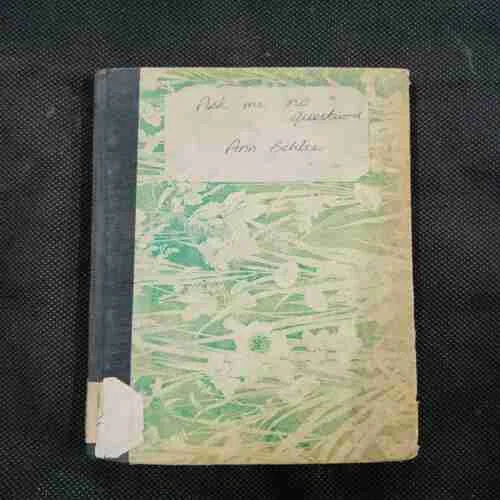 Ask me no
questions
Ann Schlee